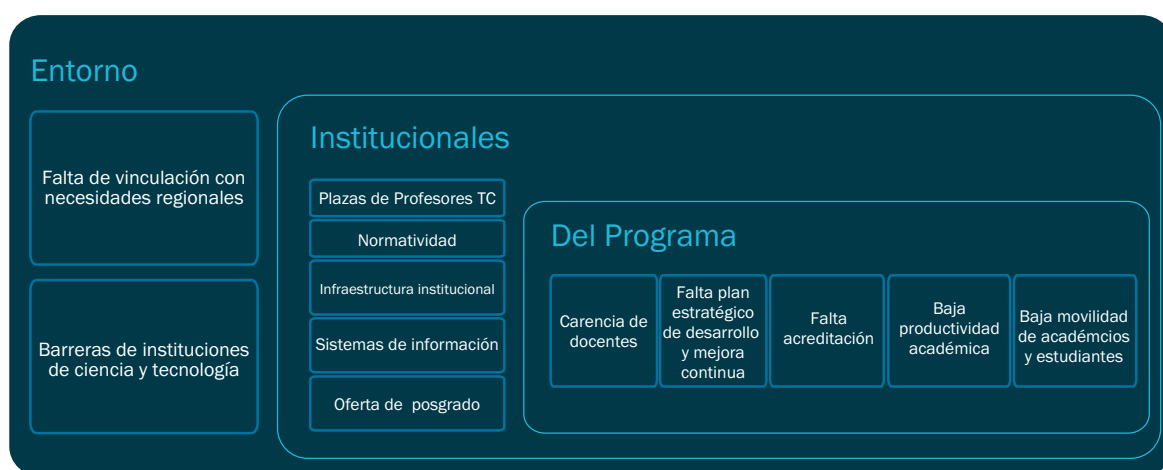 Entorno
Falta de vinculación con
necesidades regionales
Barreras de instituciones
de ciencia y tecnología
Institucionales
Plazas de Profesores TC
Normatividad
Infraestructura institucional
Sistemas de información
Oferta de posgrado
Del Programa
Carencia de
docentes
Falta plan
estratégico
de desarrollo
y mejora
continua
Falta
acreditación
Baja
productividad
académica
Baja movilidad
de académcios
y estudiantes